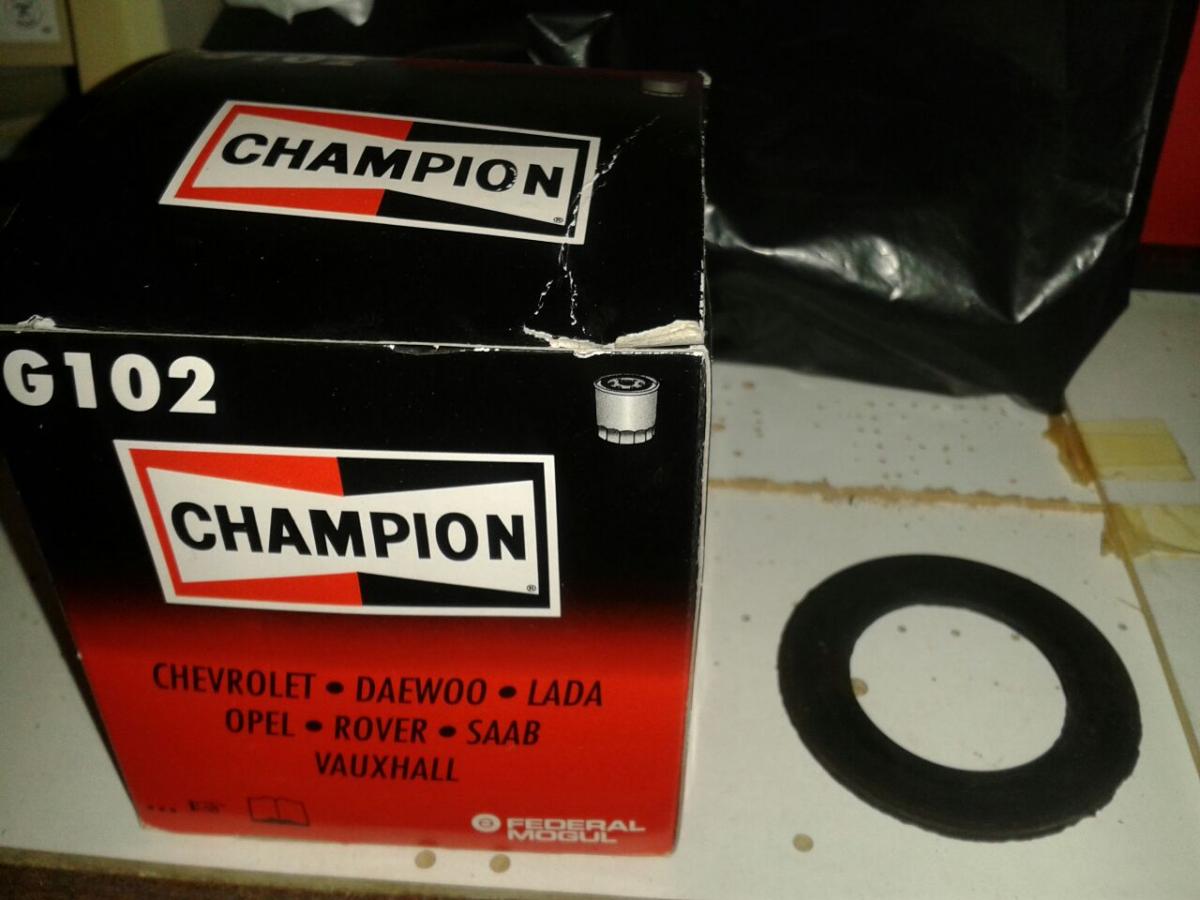 CHAMPION
®
G102
CHAMPION
®
CHEVROLET • DAEWOO • LADA
OPEL • ROVER • SAAB
VAUXHALL
FEDERAL
MOGUL